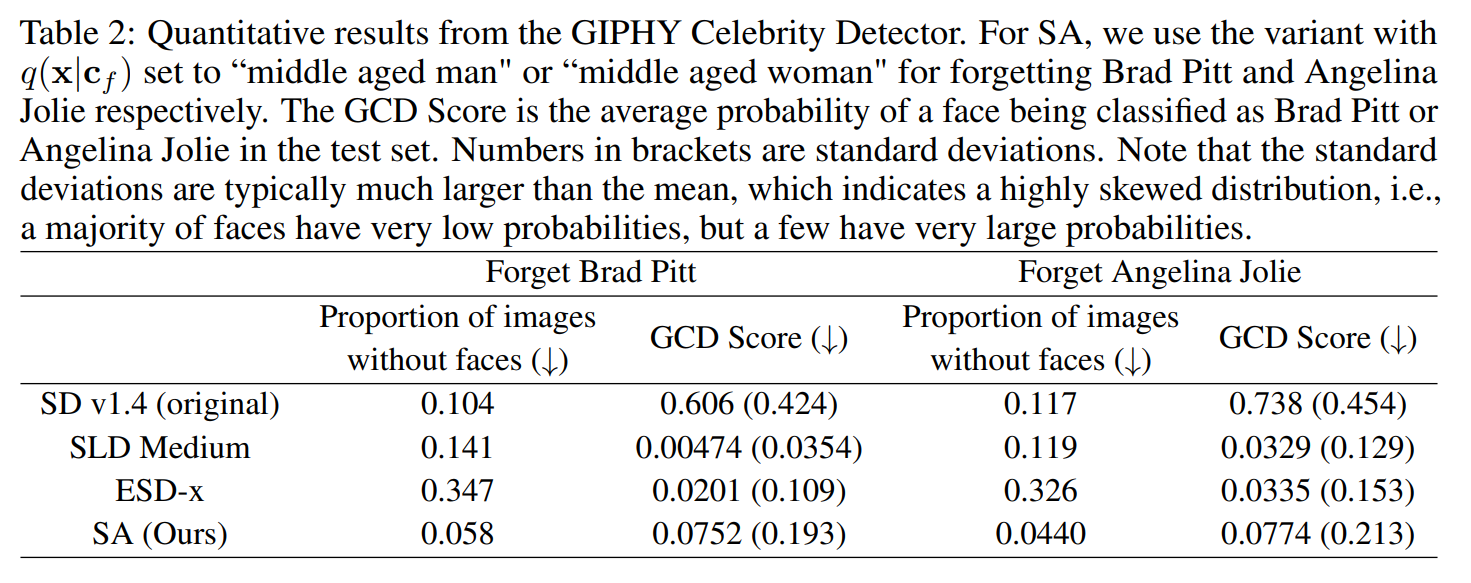 Table 2: Quantitative results from the GIPHY Celebrity Detector. For SA, we use the variant with
q(x|c_f) set to “middle aged man" or “middle aged woman" for forgetting Brad Pitt and Angelina
Jolie respectively. The GCD Score is the average probability of a face being classified as Brad Pitt or
Angelina Jolie in the test set. Numbers in brackets are standard deviations. Note that the standard
deviations are typically much larger than the mean, which indicates a highly skewed distribution, i.e.,
a majority of faces have very low probabilities, but a few have very large probabilities.
Forget Brad Pitt Forget Angelina Jolie
Proportion of images without faces (↓) GCD Score (↓) Proportion of images without faces (↓) GCD Score (↓)
SD v1.4 (original) 0.104 0.606 (0.424) 0.117 0.738 (0.454)
SLD Medium 0.141 0.00474 (0.0354) 0.119 0.0329 (0.129)
ESD-x 0.347 0.0201 (0.109) 0.326 0.0335 (0.153)
SA (Ours) 0.058 0.0752 (0.193) 0.0440 0.0774 (0.213)